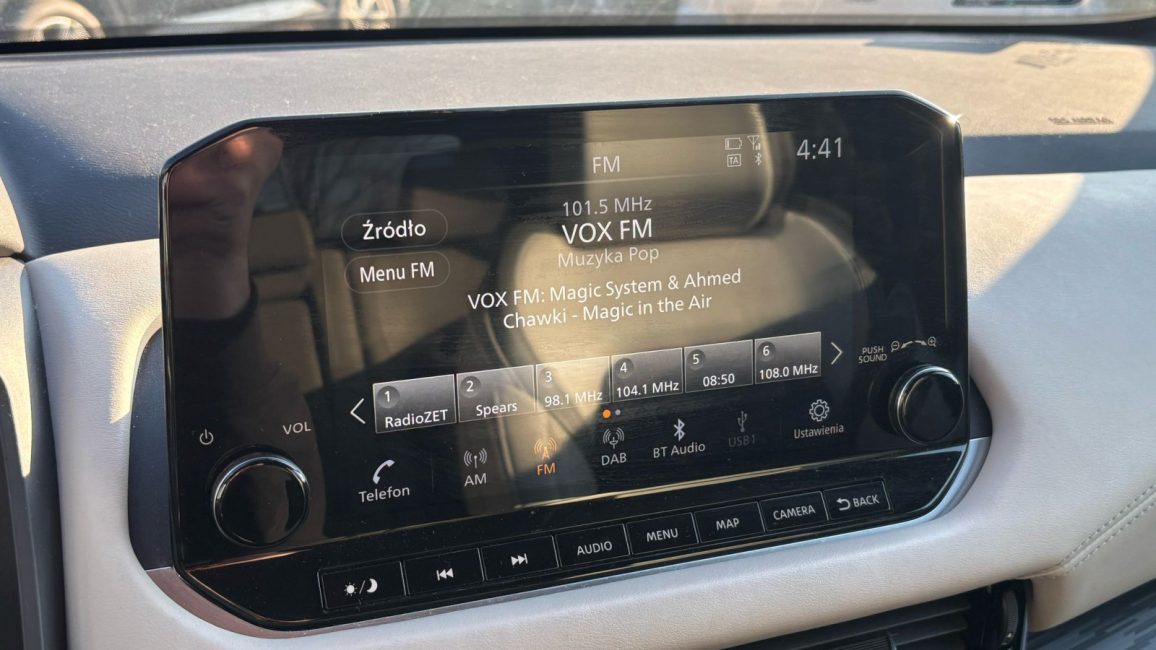 FM
TA
4:41
Źródło
101.5 MHz
VOX FM
Menu FM
Muzyka Pop
VOX FM: Magic System & Ahmed
Chawki - Magic in the Air
1
RadioZET
2
Spears
3
98.1 MHz
4
104.1 MHz
5
08:50
6
108.0 MHz
PUSH
SOUND
VOL
Telefon
AM
FM
DAB
BT Audio
USB1
Ustawienia
AUDIO
MENU
MAP
CAMERA
BACK